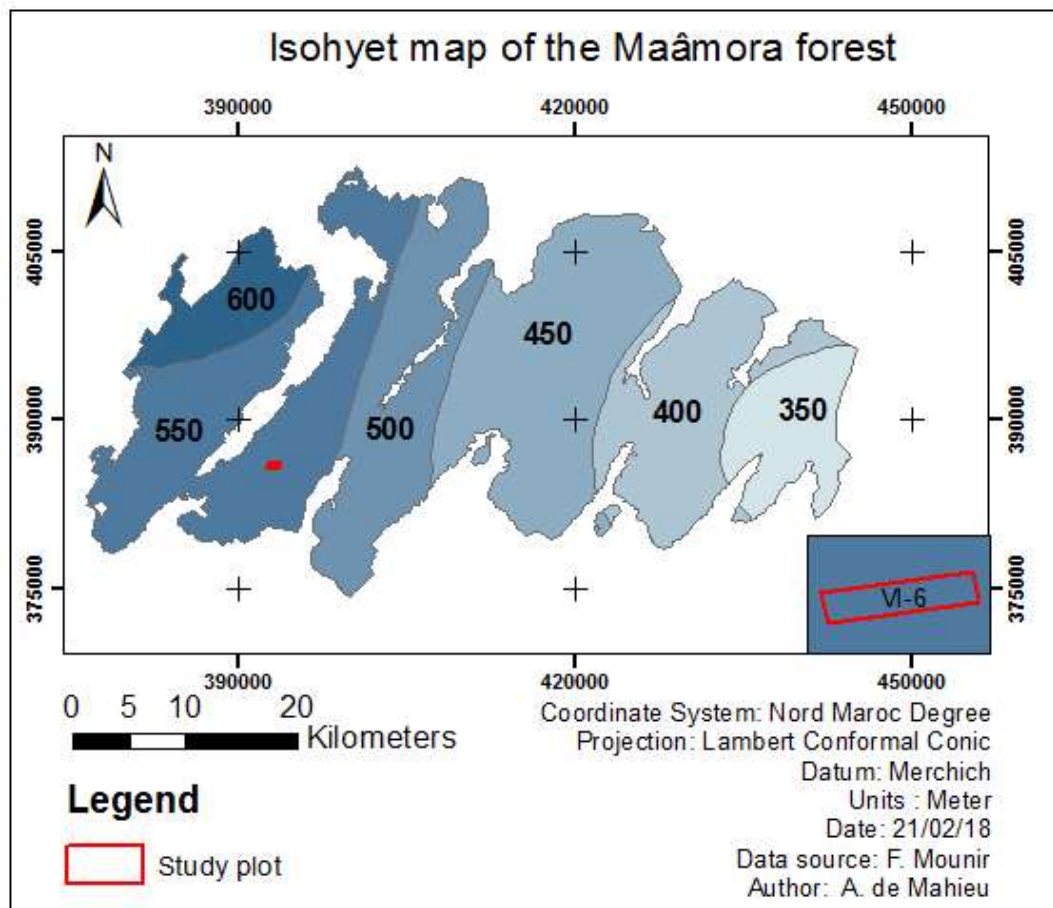 Isohyet map of the Maâmora forest
390000 420000 450000
N
405000 405000
600
450
550 500 400 350
390000 390000
375000 375000
VI-6
390000 420000 450000
0 5 10 20
Kilometers
Coordinate System: Nord Maroc Degree
Projection: Lambert Conformal Conic
Datum: Merchich
Units : Meter
Date: 21/02/18
Data source: F. Mounir
Author: A. de Mahieu
Legend
Study plot